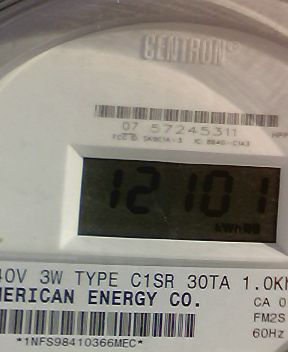 CENTRON®
07 57245311
12101
kWh
40V 3W TYPE C1SR 30TA 1.0Kh
MERICAN ENERGY CO.
CA 0
FM2S
60Hz
*1NFS98410366MEC*